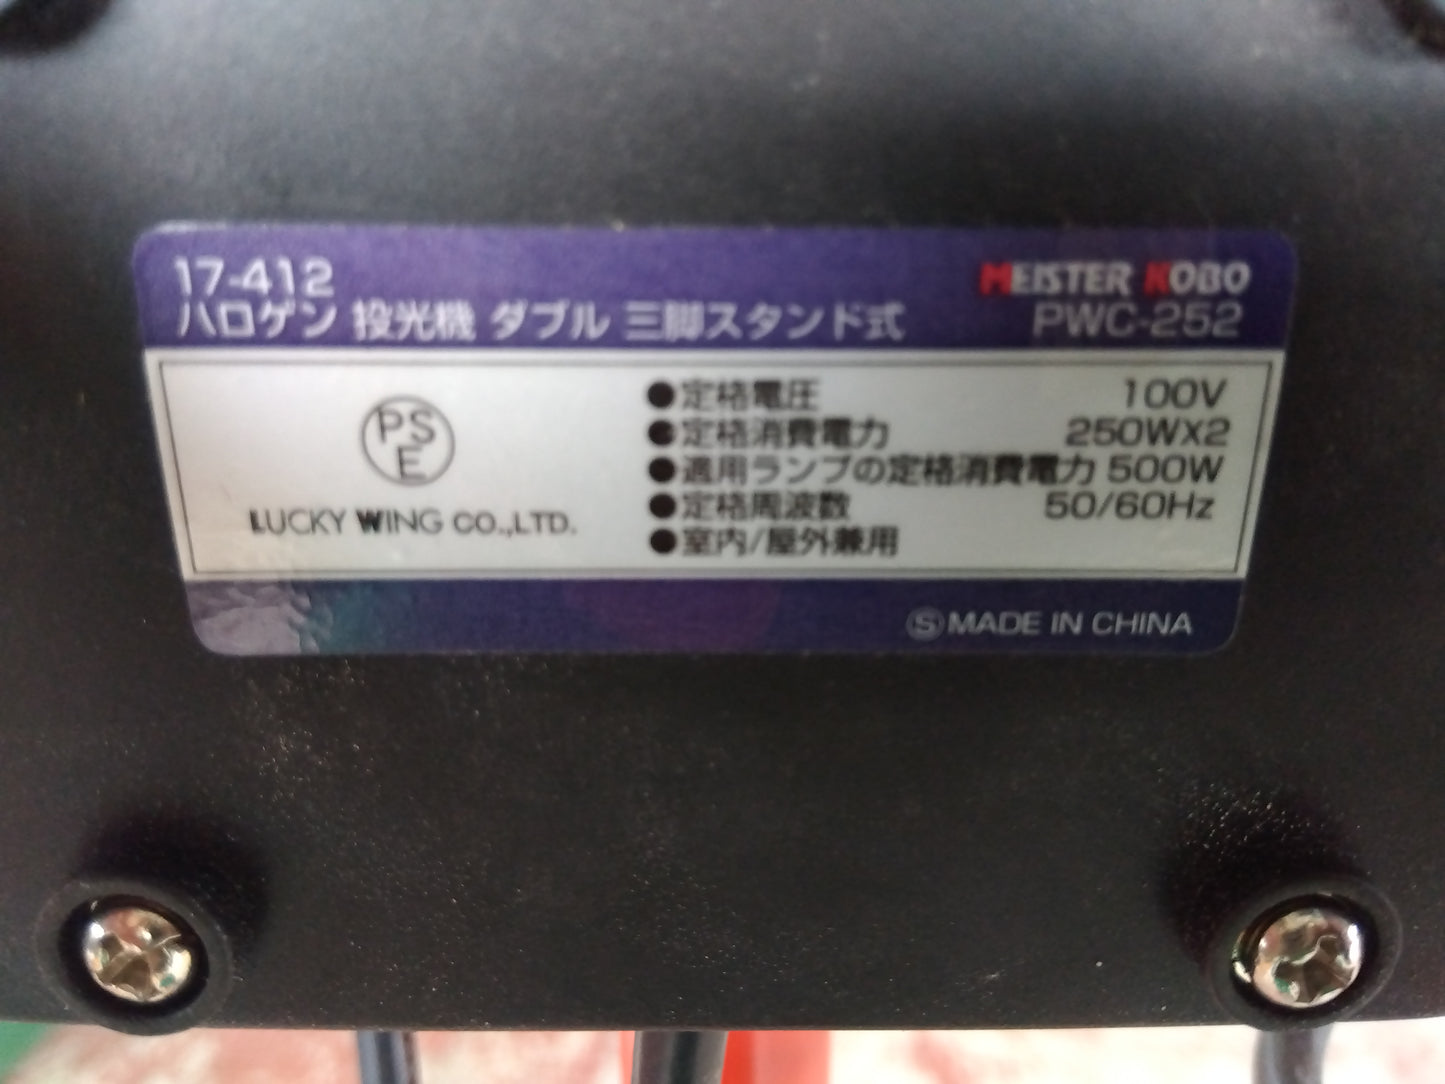 17-412
ハロゲン 投光機 ダブル 三脚スタンド式
MEISTER KOBO
PWC-252
PSE
LUCKY WING CO.,LTD.
●定格電圧 100V
●定格消費電力 250WX2
●適用ランプの定格消費電力 500W
●定格周波数 50/60Hz
●室内/屋外兼用
Ⓢ MADE IN CHINA